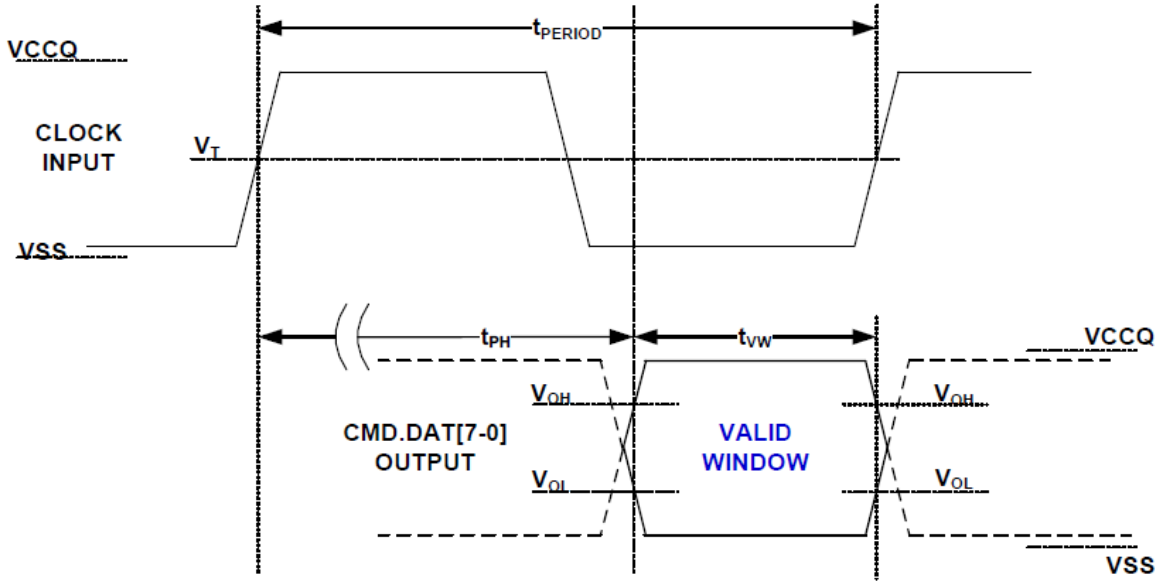 tPERIOD
VCCQ
CLOCK
INPUT
VT
VSS
tPH
tVW
VCCQ
VOH
VOH
CMD.DAT[7-0]
OUTPUT
VALID
WINDOW
VOL
VOL
VSS